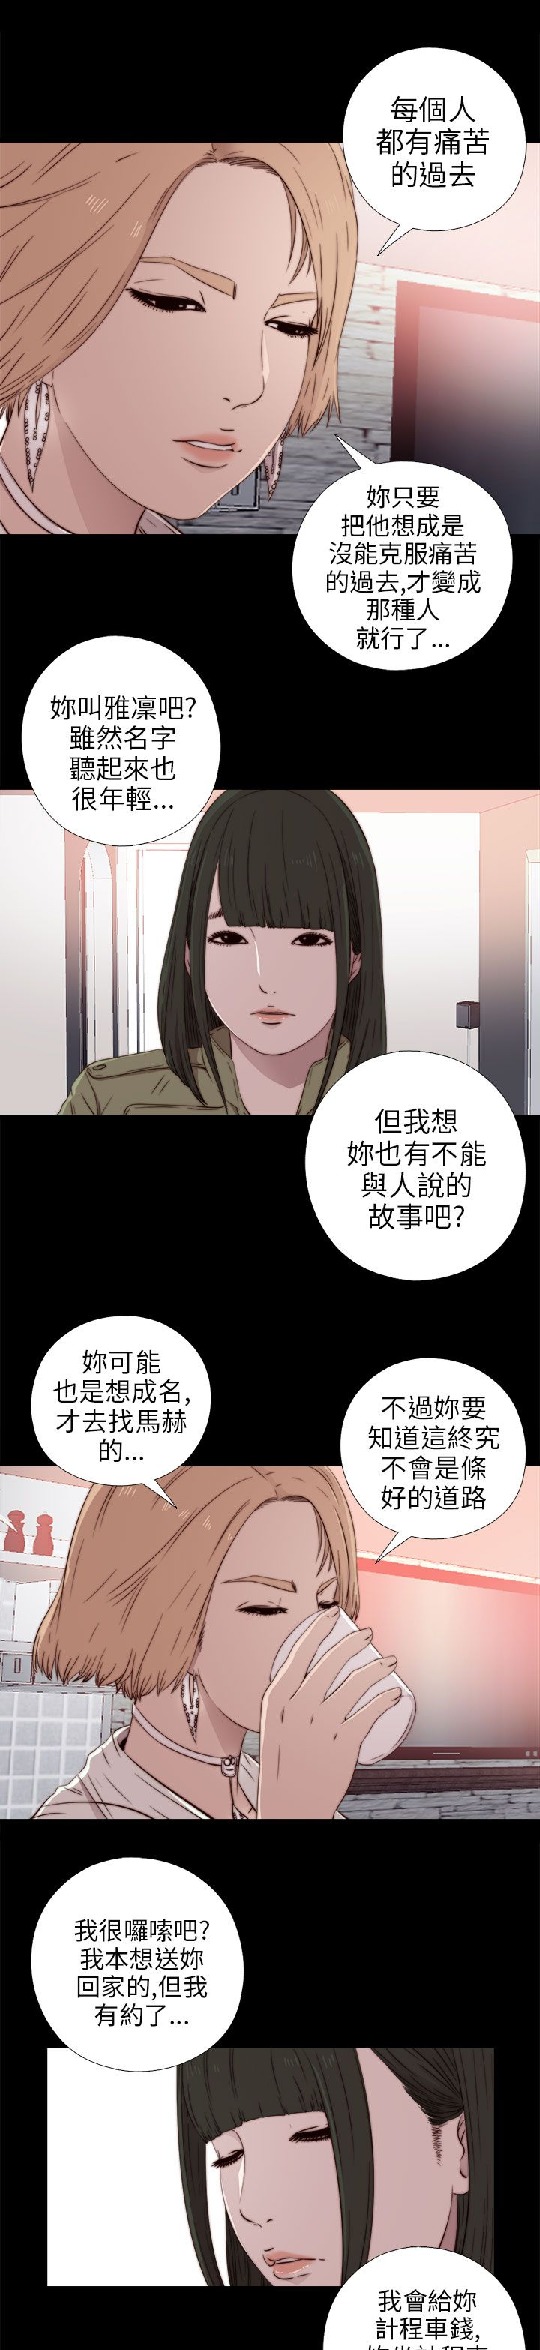 每個人
都有痛苦
的過去
妳只要
把他想成是
沒能克服痛苦
的過去,才變成
那種人
就行了...
妳叫雅凜吧?
雖然名字
聽起來也
很年輕...
但我想
妳也有不能
與人說的
故事吧?
妳可能
也是想成名,
才去找馬赫
的...
不過妳要
知道這終究
不會是條
好的道路
我很囉嗦吧?
我本想送妳
回家的,但我
有約了...
我會給妳
計程車錢,